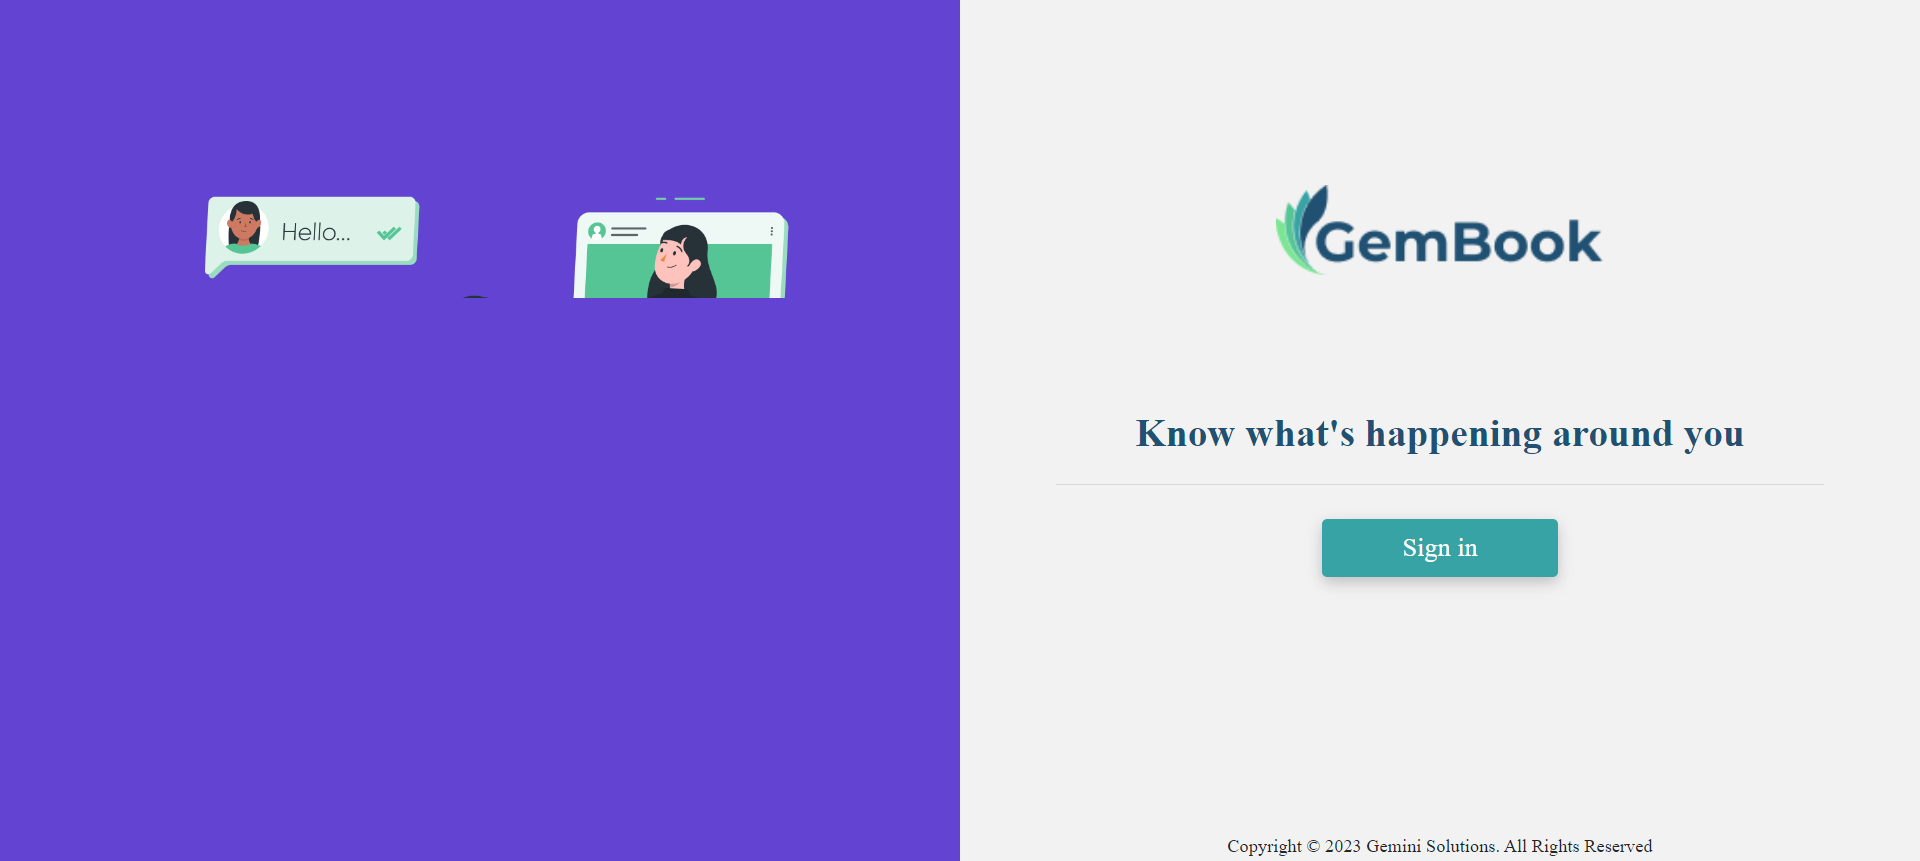 Hello...
GemBook
Know what's happening around you
Sign in
Copyright © 2023 Gemini Solutions. All Rights Reserved